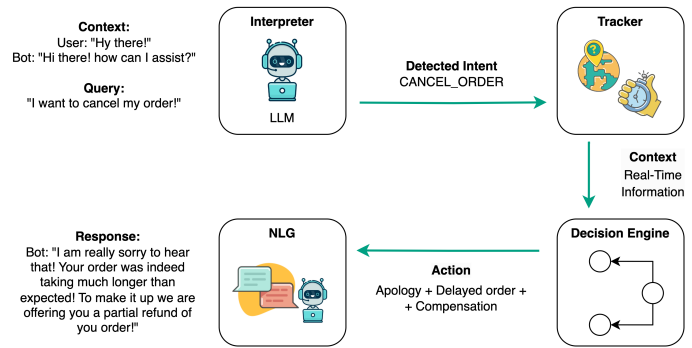 Context:
User: "Hy there!"
Bot: "Hi there! how can I assist?"
Query:
"I want to cancel my order!"
Interpreter
LLM
Detected Intent
CANCEL_ORDER
Tracker
?
Context
Real-Time
Information
Decision Engine
Action
Apology + Delayed order +
+ Compensation
NLG
Response:
Bot: "I am really sorry to hear
that! Your order was indeed
taking much longer than
expected! To make it up we are
offering you a partial refund of
you order!"